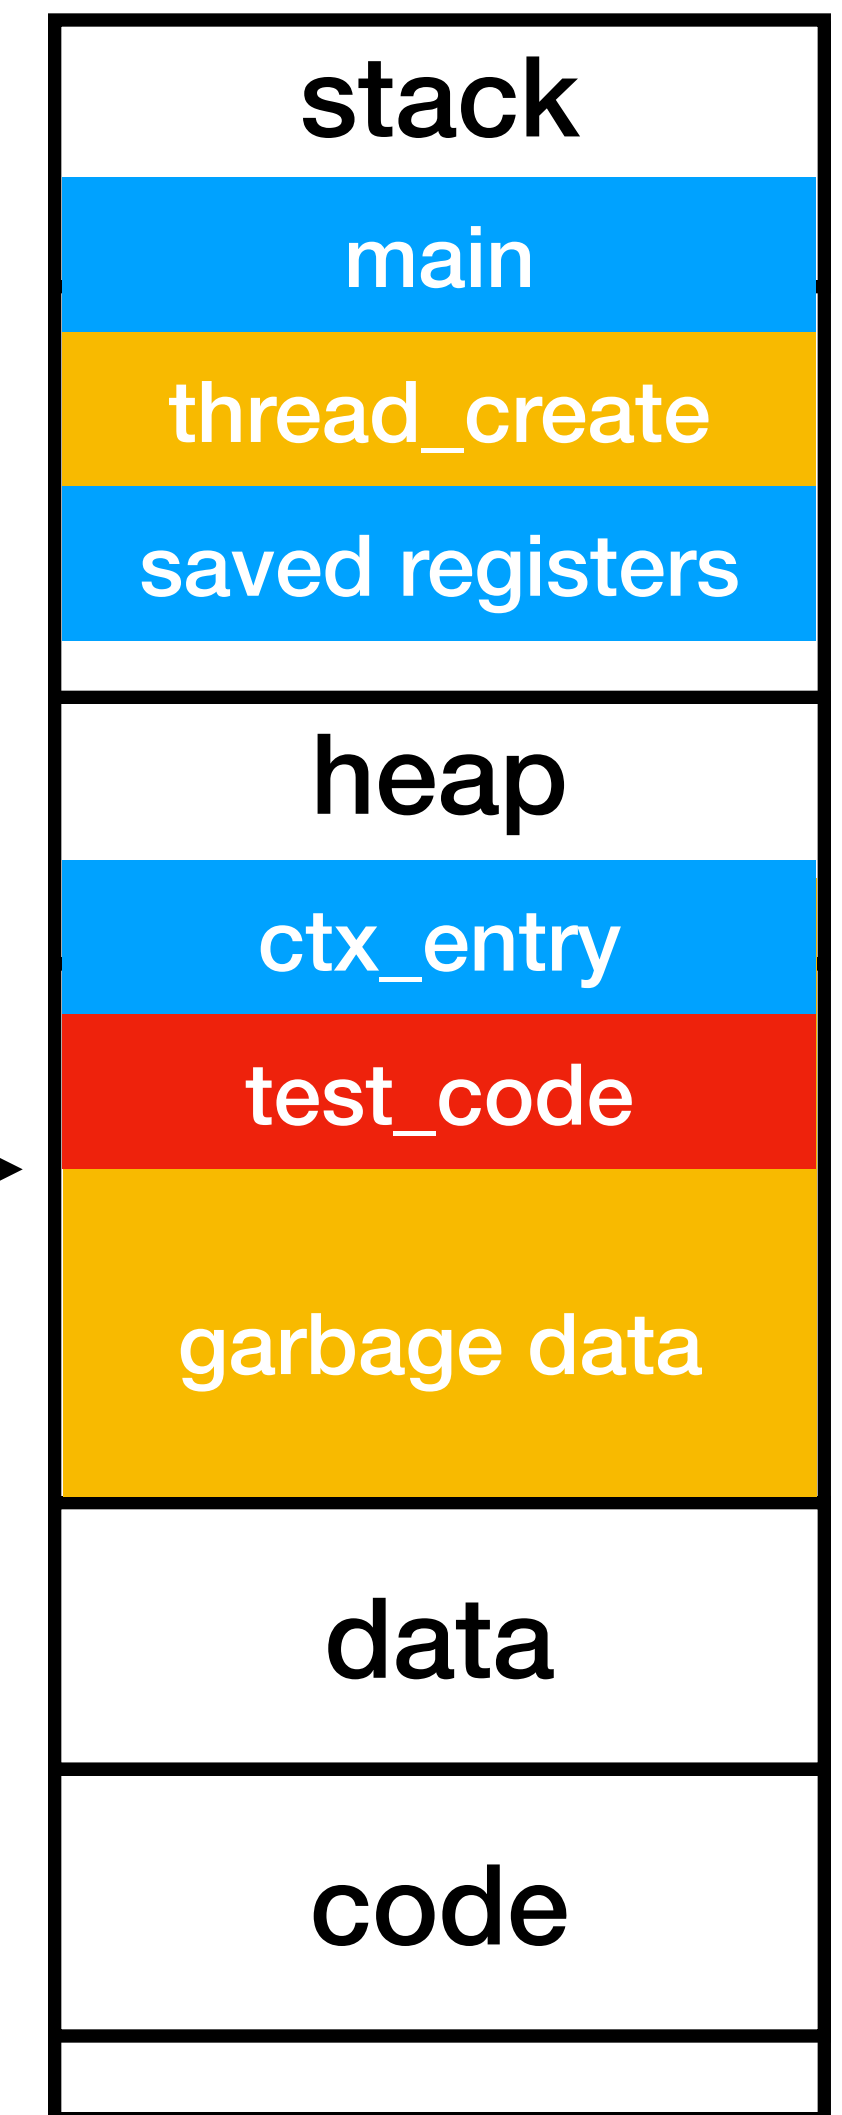 stack
main
thread_create
saved registers
heap
ctx_entry
test_code
garbage data
data
code